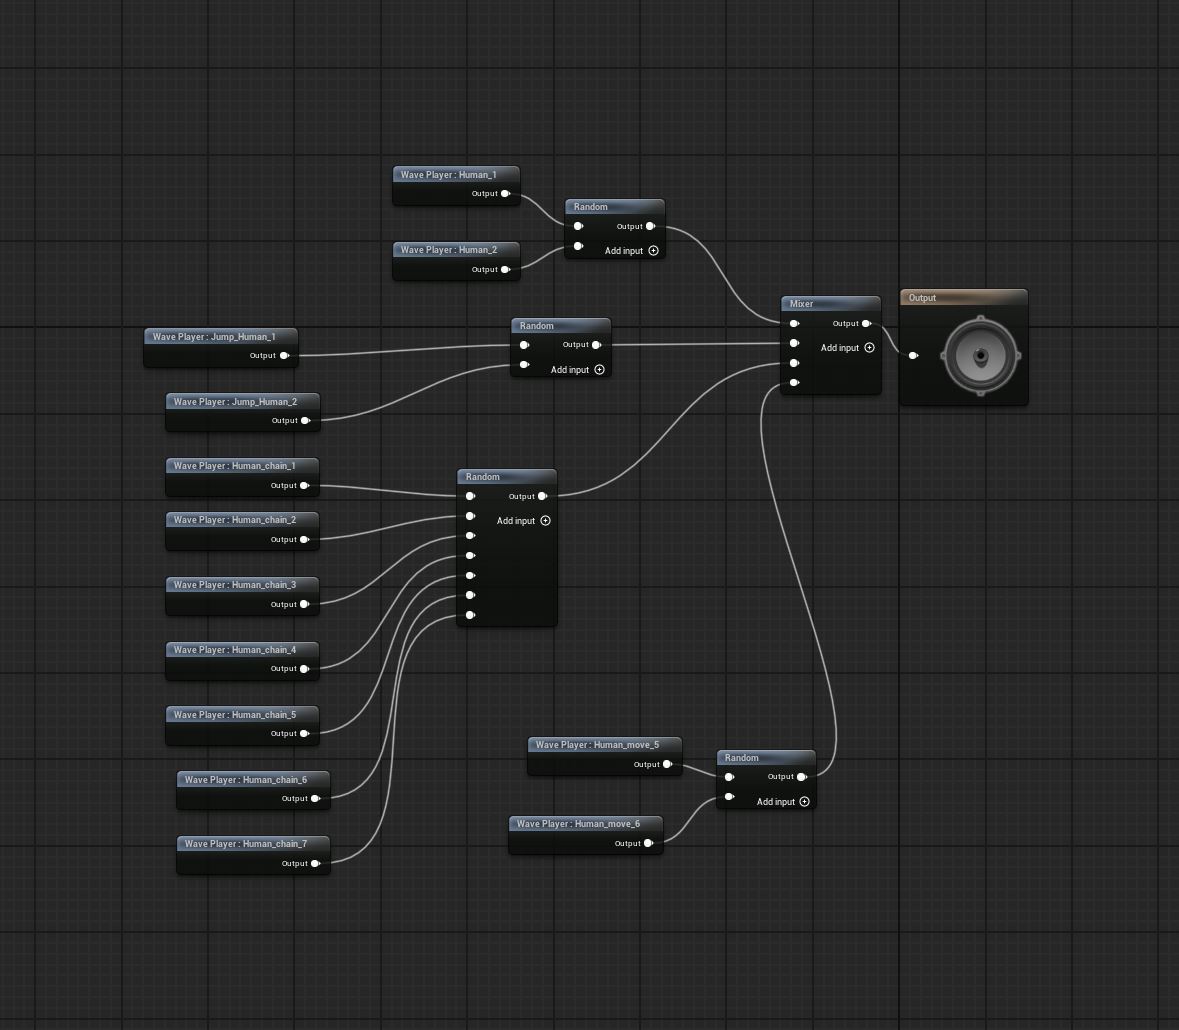 Wave Player : Human_1
Output
Random
Output
Add input
Wave Player : Human_2
Output
Mixer
Output
Add input
Output
Wave Player : Jump_Human_1
Output
Random
Output
Add input
Wave Player : Jump_Human_2
Output
Wave Player : Human_chain_1
Output
Random
Output
Add input
Wave Player : Human_chain_2
Output
Wave Player : Human_chain_3
Output
Wave Player : Human_chain_4
Output
Wave Player : Human_chain_5
Output
Wave Player : Human_chain_6
Output
Wave Player : Human_chain_7
Output
Wave Player : Human_move_5
Output
Random
Output
Add input
Wave Player : Human_move_6
Output